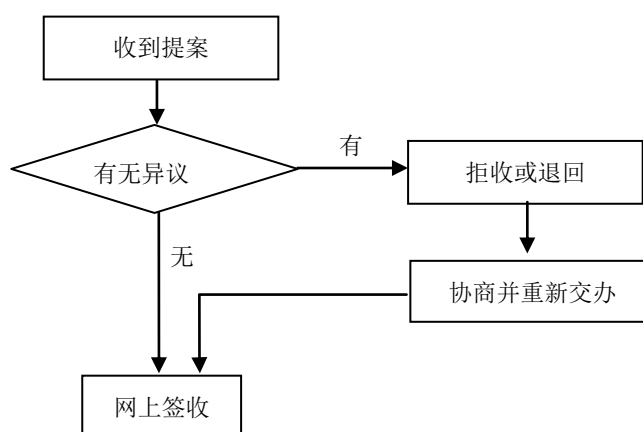 收到提案
有无异议
有
拒收或退回
无
协商并重新交办
网上签收